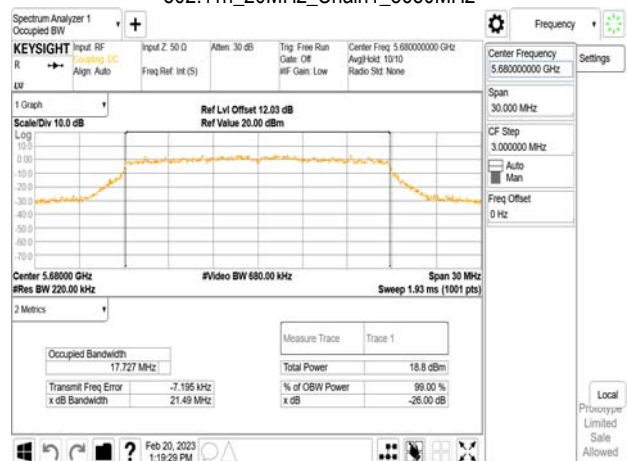 802.11n_20MHz_Chain1_5680MHz
Spectrum Analyzer 1
Occupied BW
Frequency
KEYSIGHT
R
Input: RF
Coupling: DC
Align: Auto
Input Z: 50 Ω
Freq Ref: Int (S)
Atten: 30 dB
Trig: Free Run
Gate: Off
#IF Gain: Low
Center Freq: 5.680000000 GHz
Avg|Hold: 10/10
Radio Std: None
Center Frequency
5.680000000 GHz
Settings
Span
30.000 MHz
CF Step
3.000000 MHz
Auto
Man
Freq Offset
0 Hz
1 Graph
Scale/Div 10.0 dB
Ref Lvl Offset 12.03 dB
Ref Value 20.00 dBm
Log
10.0
0.00
-10.0
-20.0
-30.0
-40.0
-50.0
-60.0
-70.0
Center 5.68000 GHz
#Res BW 220.00 kHz
#Video BW 680.00 kHz
Span 30 MHz
Sweep 1.93 ms (1001 pts)
2 Metrics
Measure Trace
Trace 1
Occupied Bandwidth
17.727 MHz
Total Power
18.8 dBm
Transmit Freq Error
-7.195 kHz
% of OBW Power
99.00 %
x dB Bandwidth
21.49 MHz
x dB
-26.00 dB
Local
Prototype
Limited
Sale
Allowed
Feb 20, 2023
1:19:29 PM